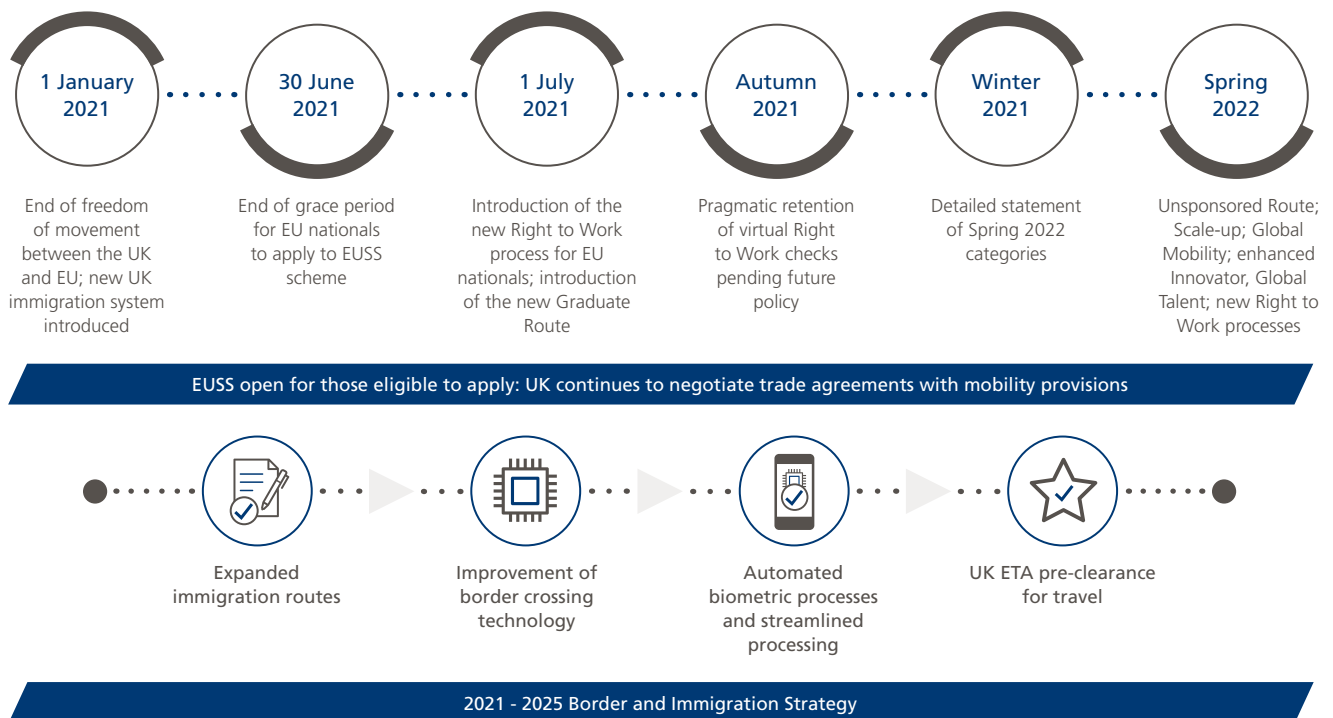 1 January
2021
30 June
2021
1 July
2021
Autumn
2021
Winter
2021
Spring
2022
End of freedom
of movement
between the UK
and EU; new UK
immigration system
introduced
End of grace period
for EU nationals
to apply to EUSS
scheme
Introduction of the
new Right to Work
process for EU
nationals; introduction
of the new Graduate
Route
Pragmatic retention
of virtual Right
to Work checks
pending future
policy
Detailed statement
of Spring 2022
categories
Unsponsored Route;
Scale-up; Global
Mobility; enhanced
Innovator, Global
Talent; new Right to
Work processes
EUSS open for those eligible to apply: UK continues to negotiate trade agreements with mobility provisions
Expanded
immigration routes
Improvement of
border crossing
technology
Automated
biometric processes
and streamlined
processing
UK ETA pre-clearance
for travel
2021 - 2025 Border and Immigration Strategy